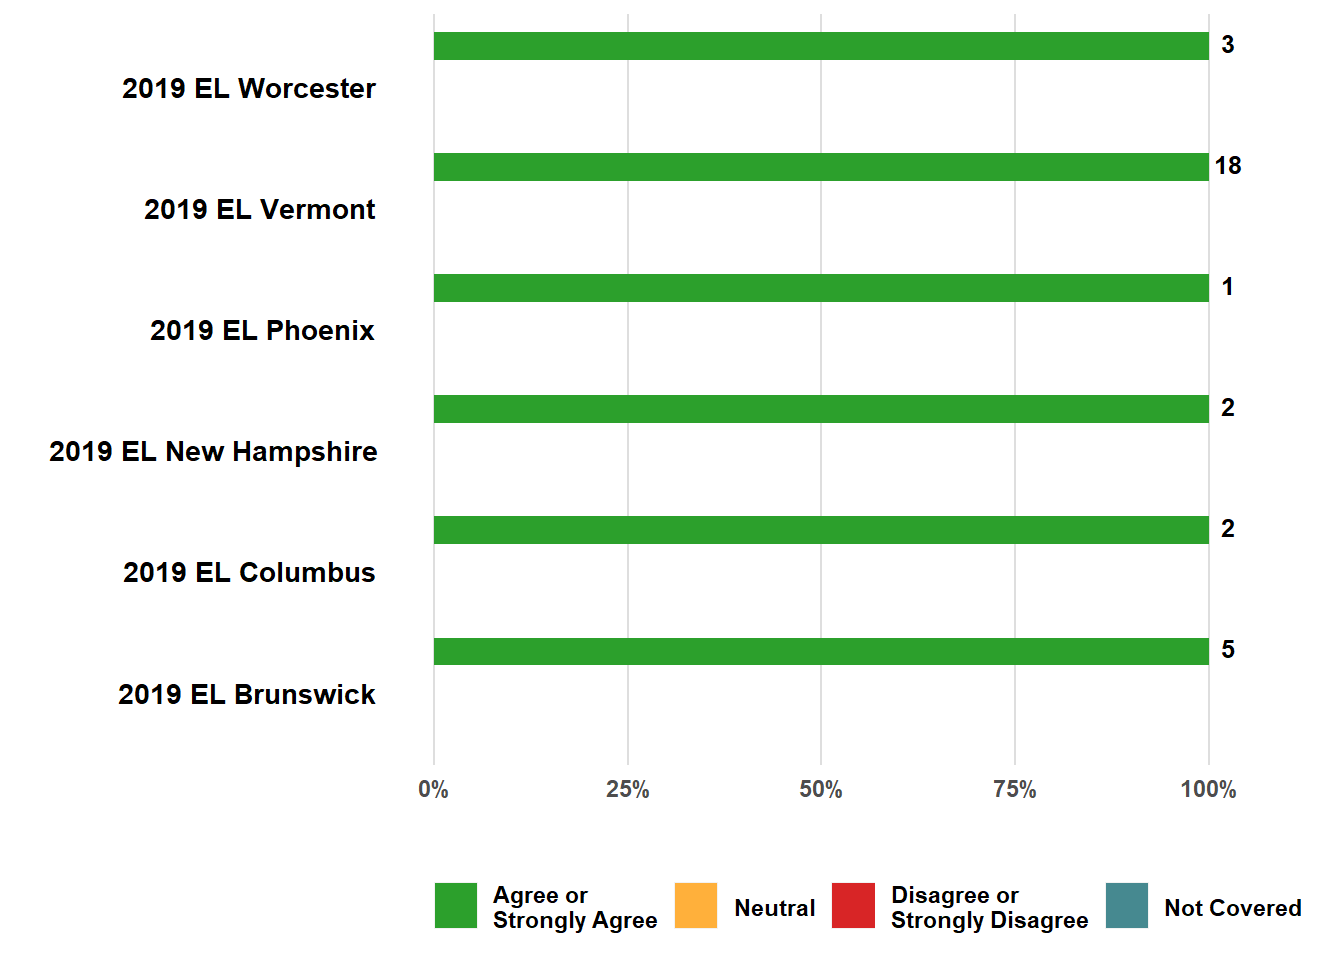 3
2019 EL Worcester
18
2019 EL Vermont
1
2019 EL Phoenix
2
2019 EL New Hampshire
2
2019 EL Columbus
5
2019 EL Brunswick
0% 25% 50% 75% 100%
Agree or
Strongly Agree
Neutral
Disagree or
Strongly Disagree
Not Covered